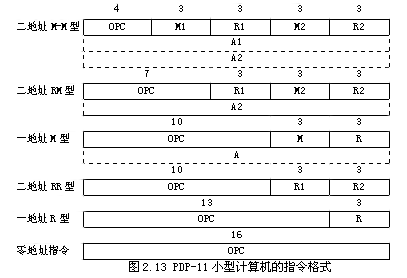 4 3 3 3 3
二地址 M-M 型 OPC M1 R1 M2 R2
A1
A2
7 3 3 3
二地址 RM 型 OPC R1 M2 R2
A2
10 3 3
一地址 M 型 OPC M R
A
10 3 3
二地址 RR 型 OPC R1 R2
13 3
一地址 R 型 OPC R
16
零地址指令 OPC
图2.13 PDP-11 小型计算机的指令格式